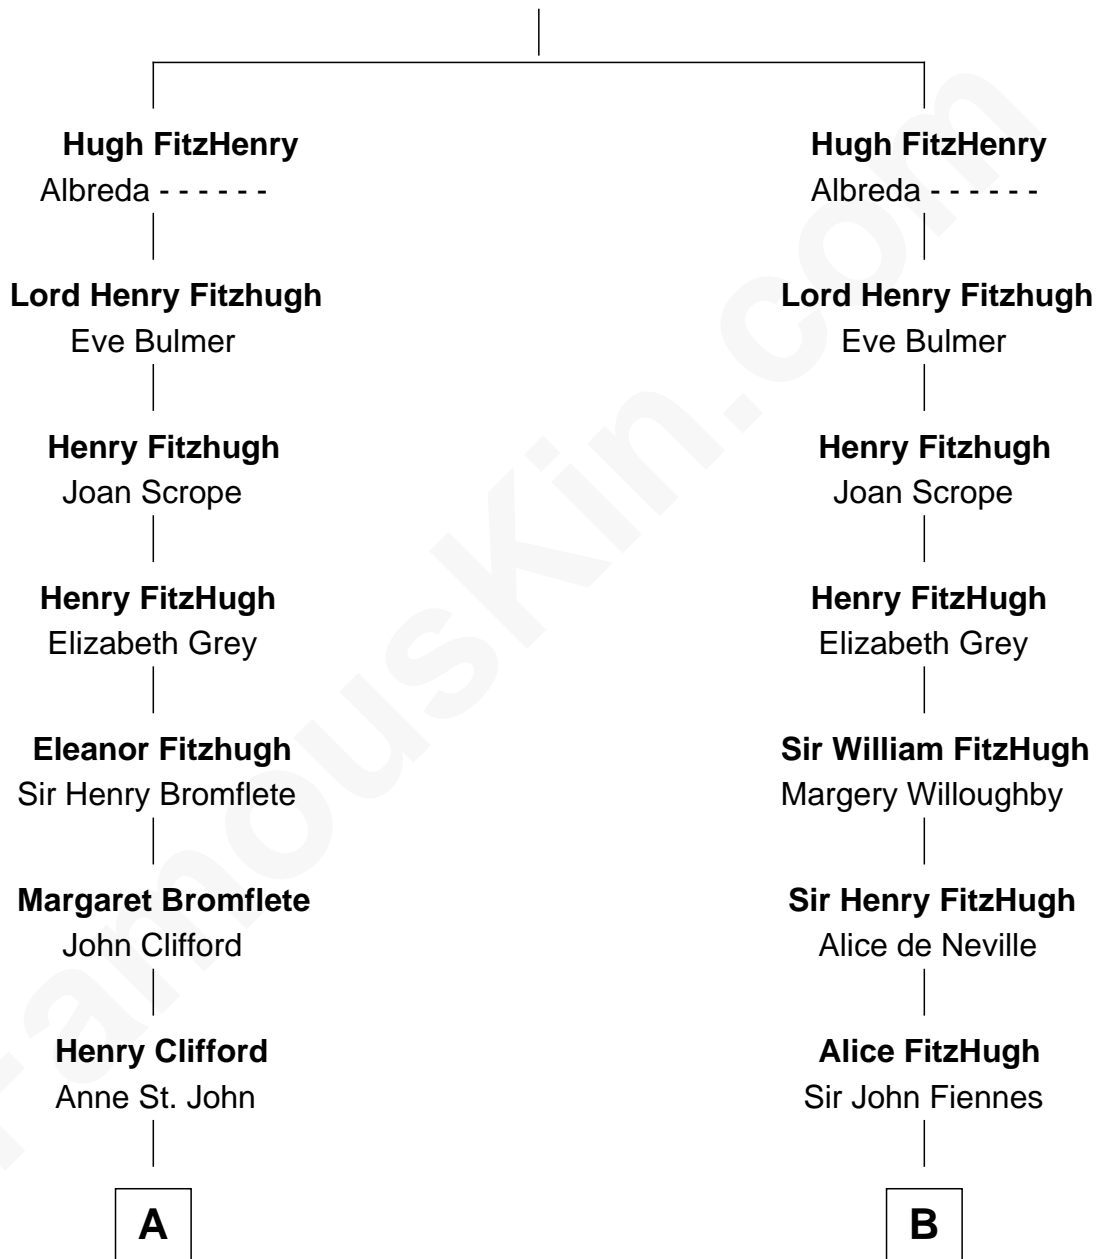 Hugh FitzHenry
Albreda - - - - - -
Lord Henry Fitzhugh
Eve Bulmer
Henry Fitzhugh
Joan Scrope
Henry FitzHugh
Elizabeth Grey
Eleanor Fitzhugh
Sir Henry Bromflete
Margaret Bromflete
John Clifford
Henry Clifford
Anne St. John
A
Hugh FitzHenry
Albreda - - - - - -
Lord Henry Fitzhugh
Eve Bulmer
Henry Fitzhugh
Joan Scrope
Henry FitzHugh
Elizabeth Grey
Sir William FitzHugh
Margery Willoughby
Sir Henry FitzHugh
Alice de Neville
Alice FitzHugh
Sir John Fiennes
B
FamousKin.com